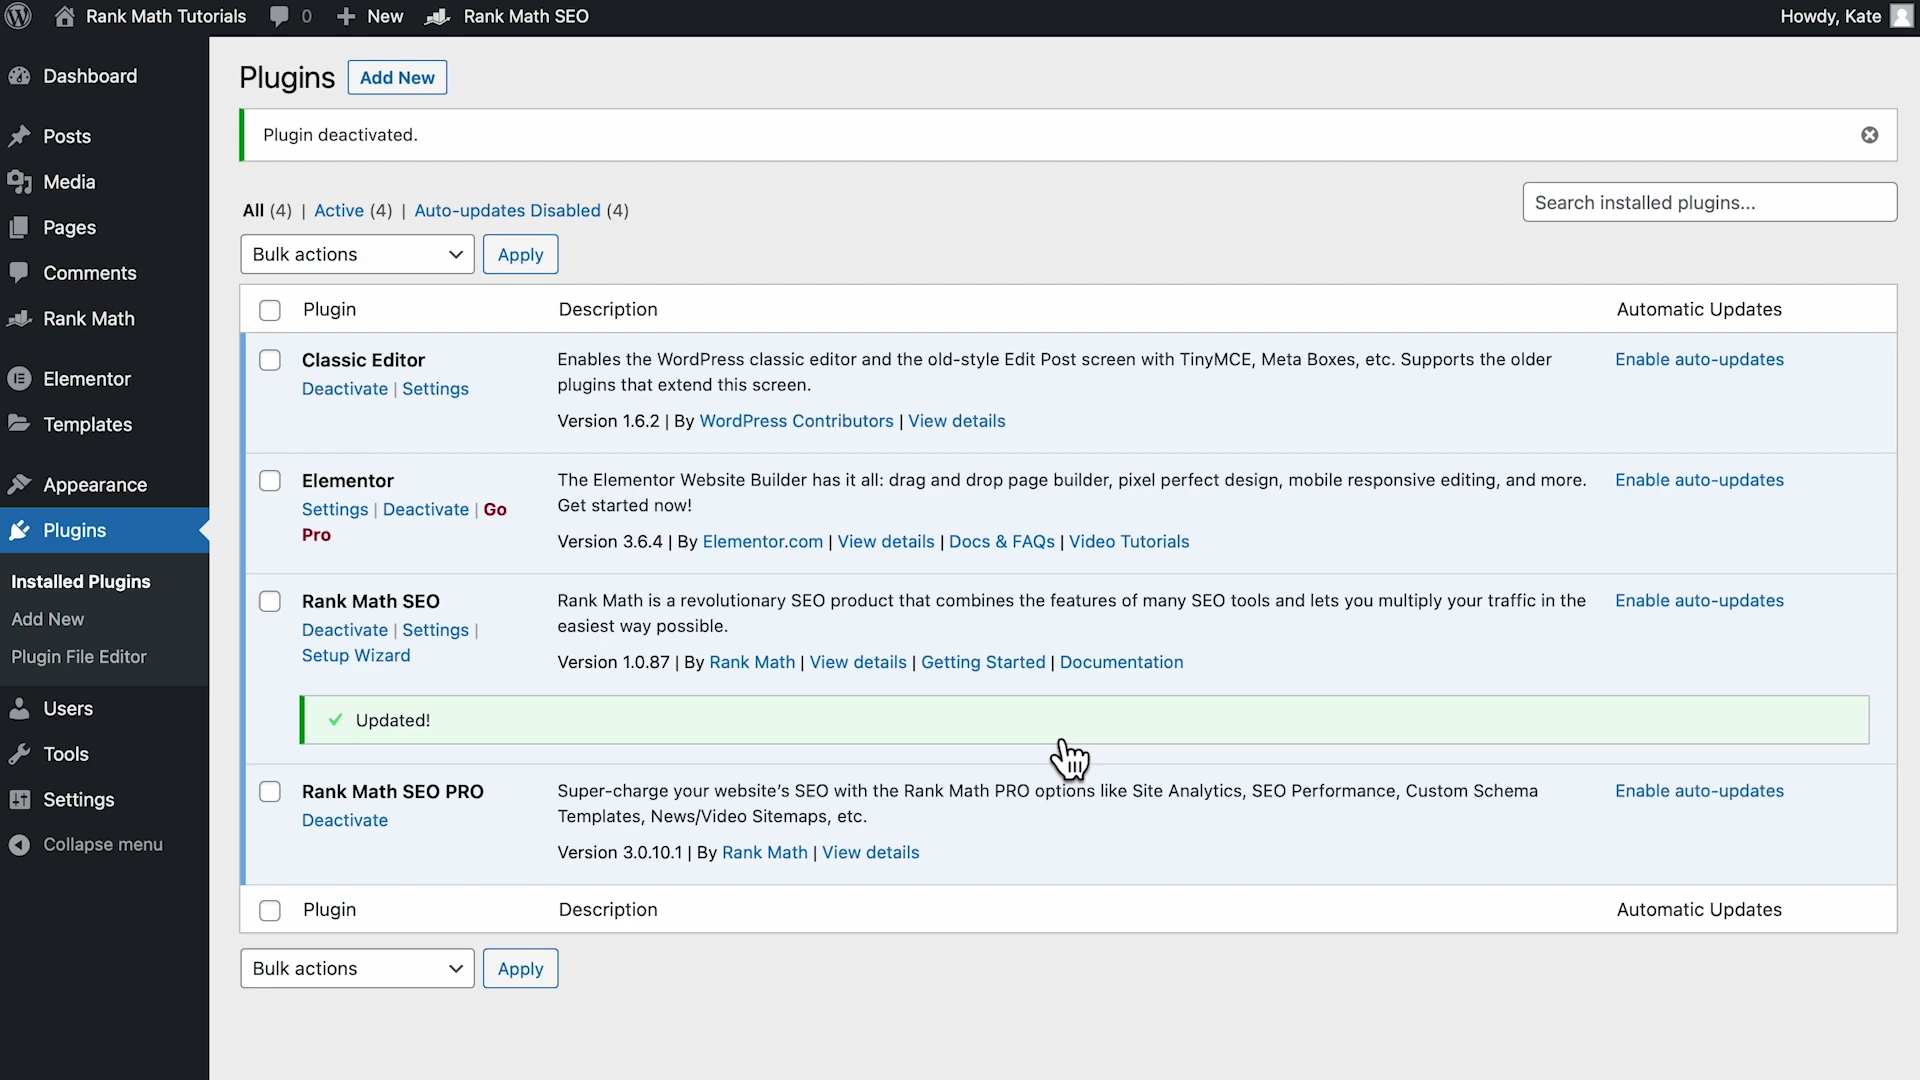 Rank Math Tutorials 0 New Rank Math SEO Howdy, Kate
Dashboard
Posts
Media
Pages
Comments
Rank Math
Elementor
Templates
Appearance
Plugins
Installed Plugins
Add New
Plugin File Editor
Users
Tools
Settings
Collapse menu
Plugins Add New
Plugin deactivated.
All (4) | Active (4) | Auto-updates Disabled (4)
Search installed plugins...
Bulk actions Apply
Plugin Description Automatic Updates
Classic Editor
Deactivate | Settings
Enables the WordPress classic editor and the old-style Edit Post screen with TinyMCE, Meta Boxes, etc. Supports the older
plugins that extend this screen.
Version 1.6.2 | By WordPress Contributors | View details
Enable auto-updates
Elementor
Settings | Deactivate | Go
Pro
The Elementor Website Builder has it all: drag and drop page builder, pixel perfect design, mobile responsive editing, and more.
Get started now!
Version 3.6.4 | By Elementor.com | View details | Docs & FAQs | Video Tutorials
Enable auto-updates
Rank Math SEO
Deactivate | Settings |
Setup Wizard
Rank Math is a revolutionary SEO product that combines the features of many SEO tools and lets you multiply your traffic in the
easiest way possible.
Version 1.0.87 | By Rank Math | View details | Getting Started | Documentation
Enable auto-updates
Updated!
Rank Math SEO PRO
Deactivate
Super-charge your website's SEO with the Rank Math PRO options like Site Analytics, SEO Performance, Custom Schema
Templates, News/Video Sitemaps, etc.
Version 3.0.10.1 | By Rank Math | View details
Enable auto-updates
Plugin Description Automatic Updates
Bulk actions Apply